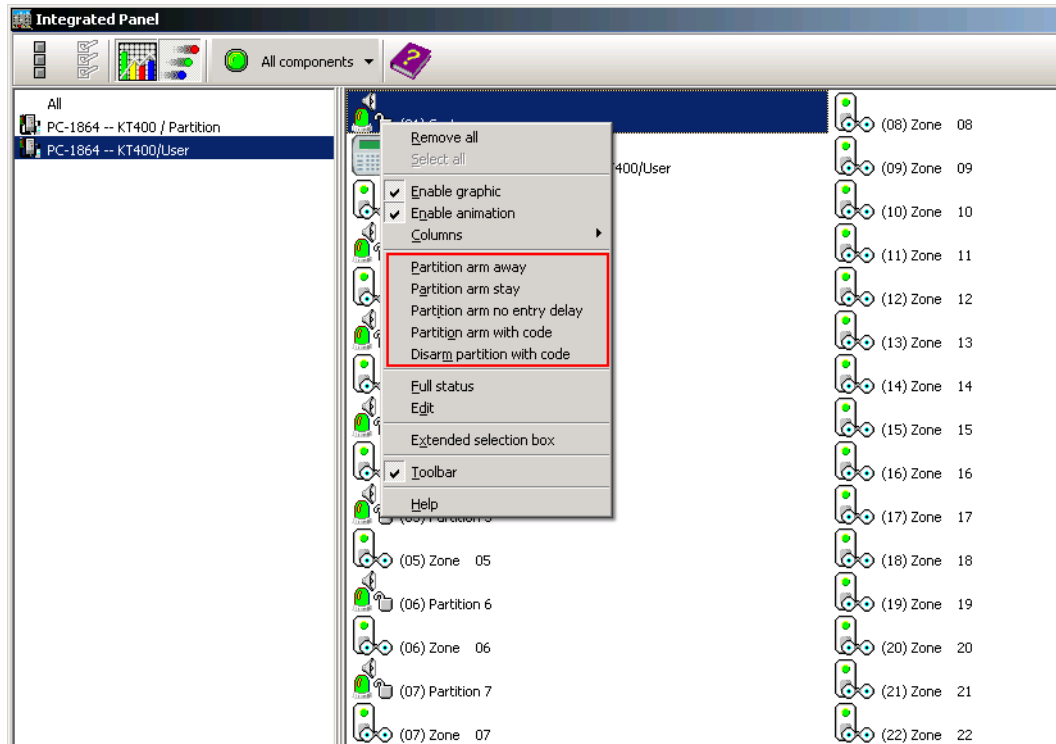 Integrated Panel
All components
All
PC-1864 -- KT400 / Partition
PC-1864 -- KT400/User
400/User
Remove all
Select all
Enable graphic
Enable animation
Columns
Partition arm away
Partition arm stay
Partition arm no entry delay
Partition arm with code
Disarm partition with code
Full status
Edit
Extended selection box
Toolbar
Help
(05) Zone 05
(06) Partition 6
(06) Zone 06
(07) Partition 7
(07) Zone 07
(08) Zone 08
(09) Zone 09
(10) Zone 10
(11) Zone 11
(12) Zone 12
(13) Zone 13
(14) Zone 14
(15) Zone 15
(16) Zone 16
(17) Zone 17
(18) Zone 18
(19) Zone 19
(20) Zone 20
(21) Zone 21
(22) Zone 22